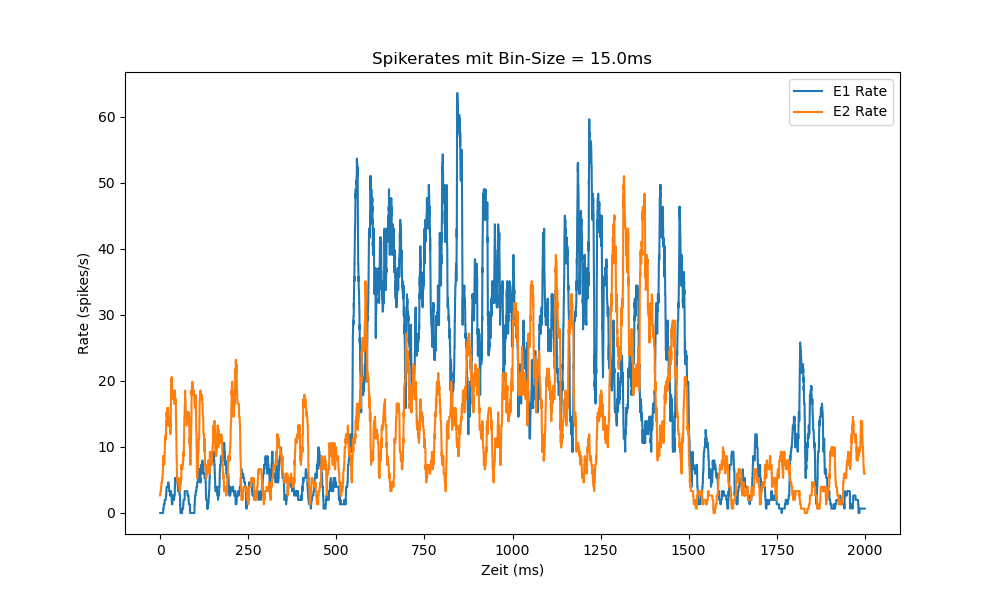 Spikerates mit Bin-Size = 15.0ms
E1 Rate
E2 Rate
60
50
40
30
20
10
0
Rate (spikes/s)
0 250 500 750 1000 1250 1500 1750 2000
Zeit (ms)